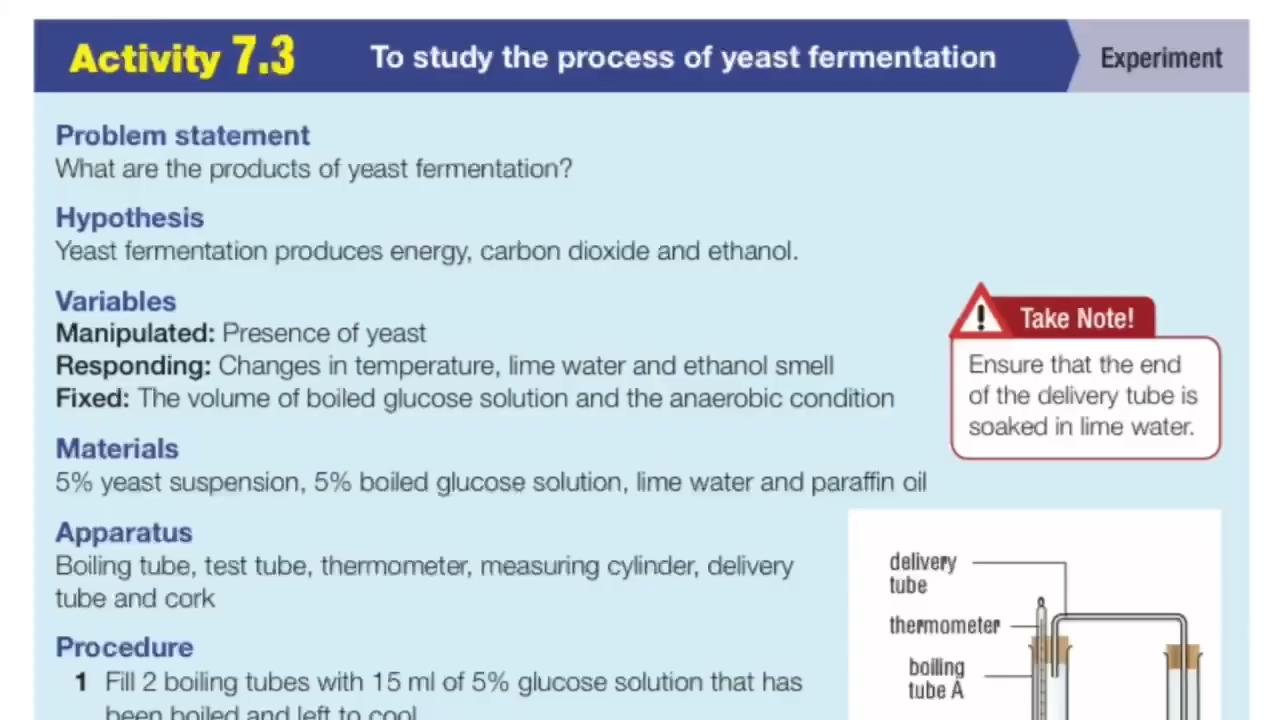 Activity 7.3
To study the process of yeast fermentation
Experiment
Problem statement
What are the products of yeast fermentation?
Hypothesis
Yeast fermentation produces energy, carbon dioxide and ethanol.
Variables
Manipulated: Presence of yeast
Responding: Changes in temperature, lime water and ethanol smell
Fixed: The volume of boiled glucose solution and the anaerobic condition
Take Note!
Ensure that the end
of the delivery tube is
soaked in lime water.
Materials
5% yeast suspension, 5% boiled glucose solution, lime water and paraffin oil
Apparatus
Boiling tube, test tube, thermometer, measuring cylinder, delivery
tube and cork
Procedure
1 Fill 2 boiling tubes with 15 ml of 5% glucose solution that has
been boiled and left to cool
delivery
tube
thermometer
boiling
tube A